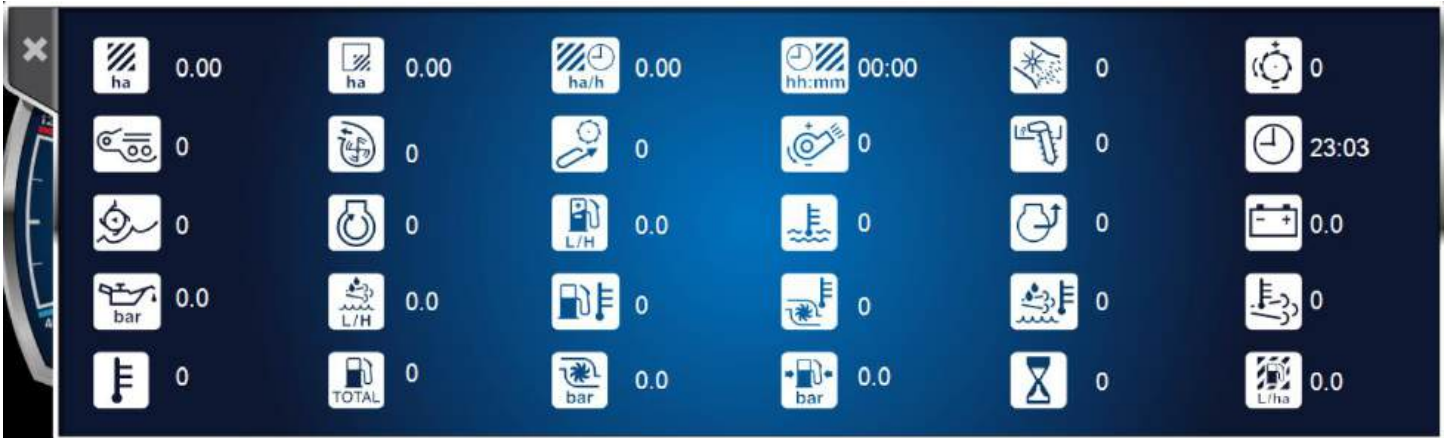 0.00 0.00 0.00 00:00 0 0
ha ha ha/h hh:mm
0 0 0 0 0 23:03
0 0 0.0 0 0 0.0
L/H
0.0 0.0 0 0 0 0
bar L/H
0 0 0.0 0.0 0 0.0
TOTAL bar bar L/ha